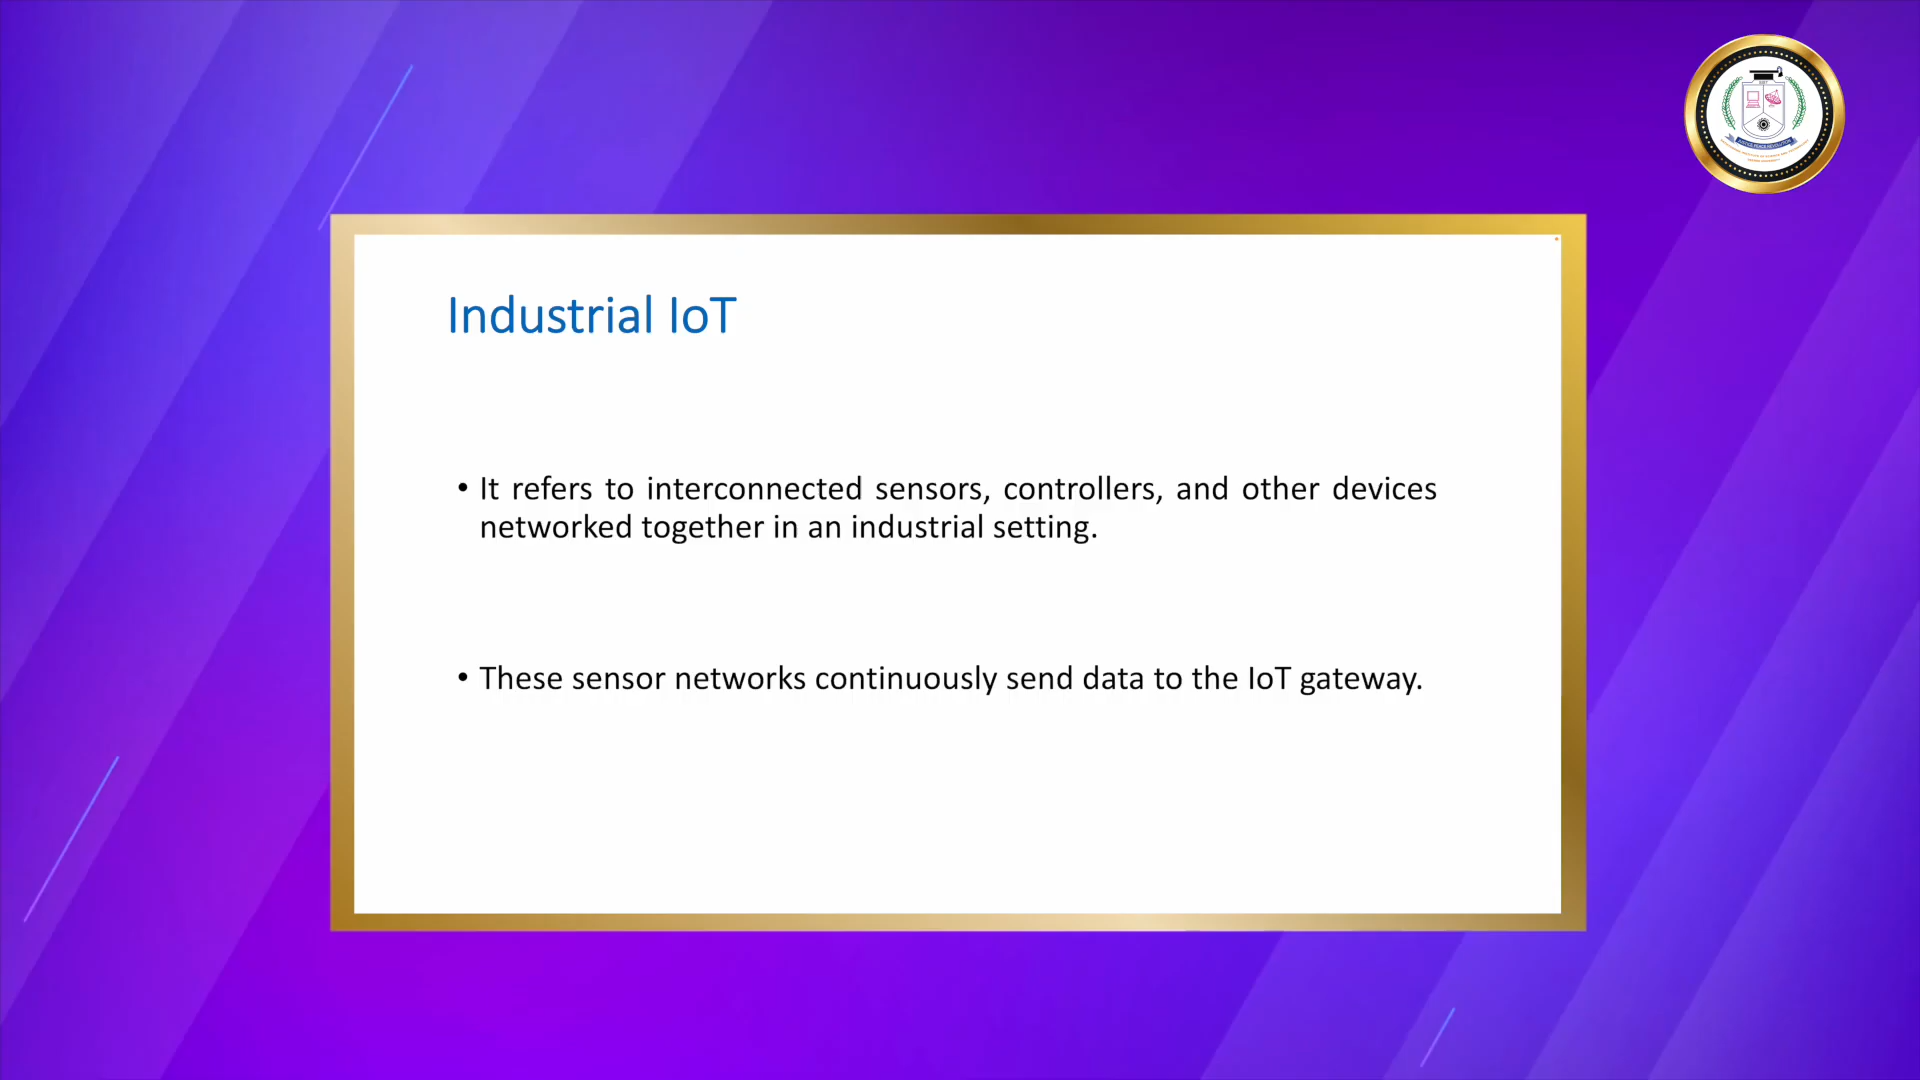 Industrial IoT
• It refers to interconnected sensors, controllers, and other devices
networked together in an industrial setting.
• These sensor networks continuously send data to the IoT gateway.